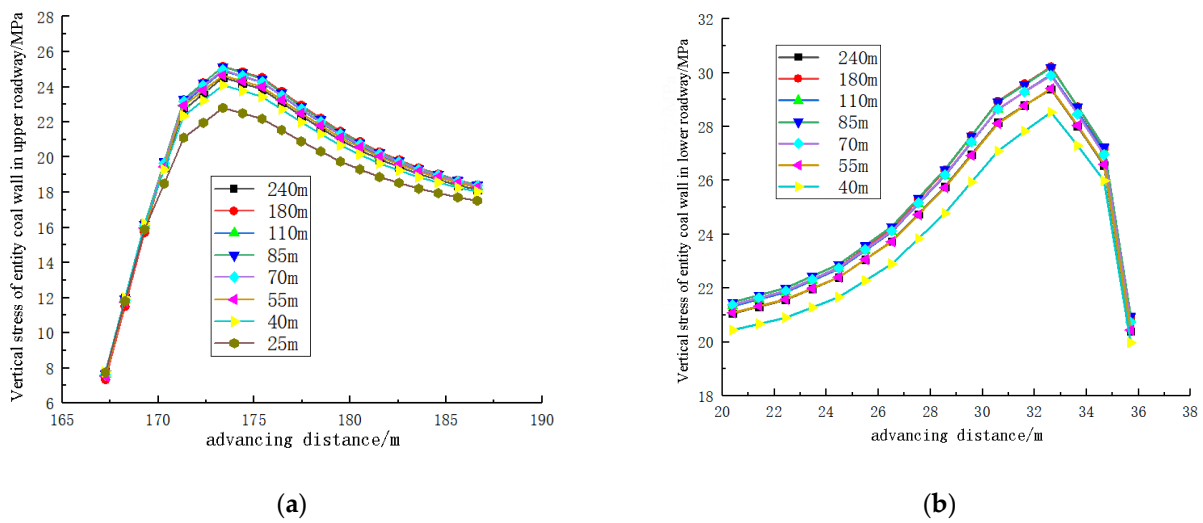 Vertical stress of entity coal wall in upper roadway/MPa
28
26
24
22
20
18
16
14
12
10
8
6
165
170
175
180
185
190
advancing distance/m
240m
180m
110m
85m
70m
55m
40m
25m
(a)
Vertical stress of entity coal wall in lower roadway/MPa
32
30
28
26
24
22
20
18
20
22
24
26
28
30
32
34
36
38
advancing distance/m
240m
180m
110m
85m
70m
55m
40m
(b)